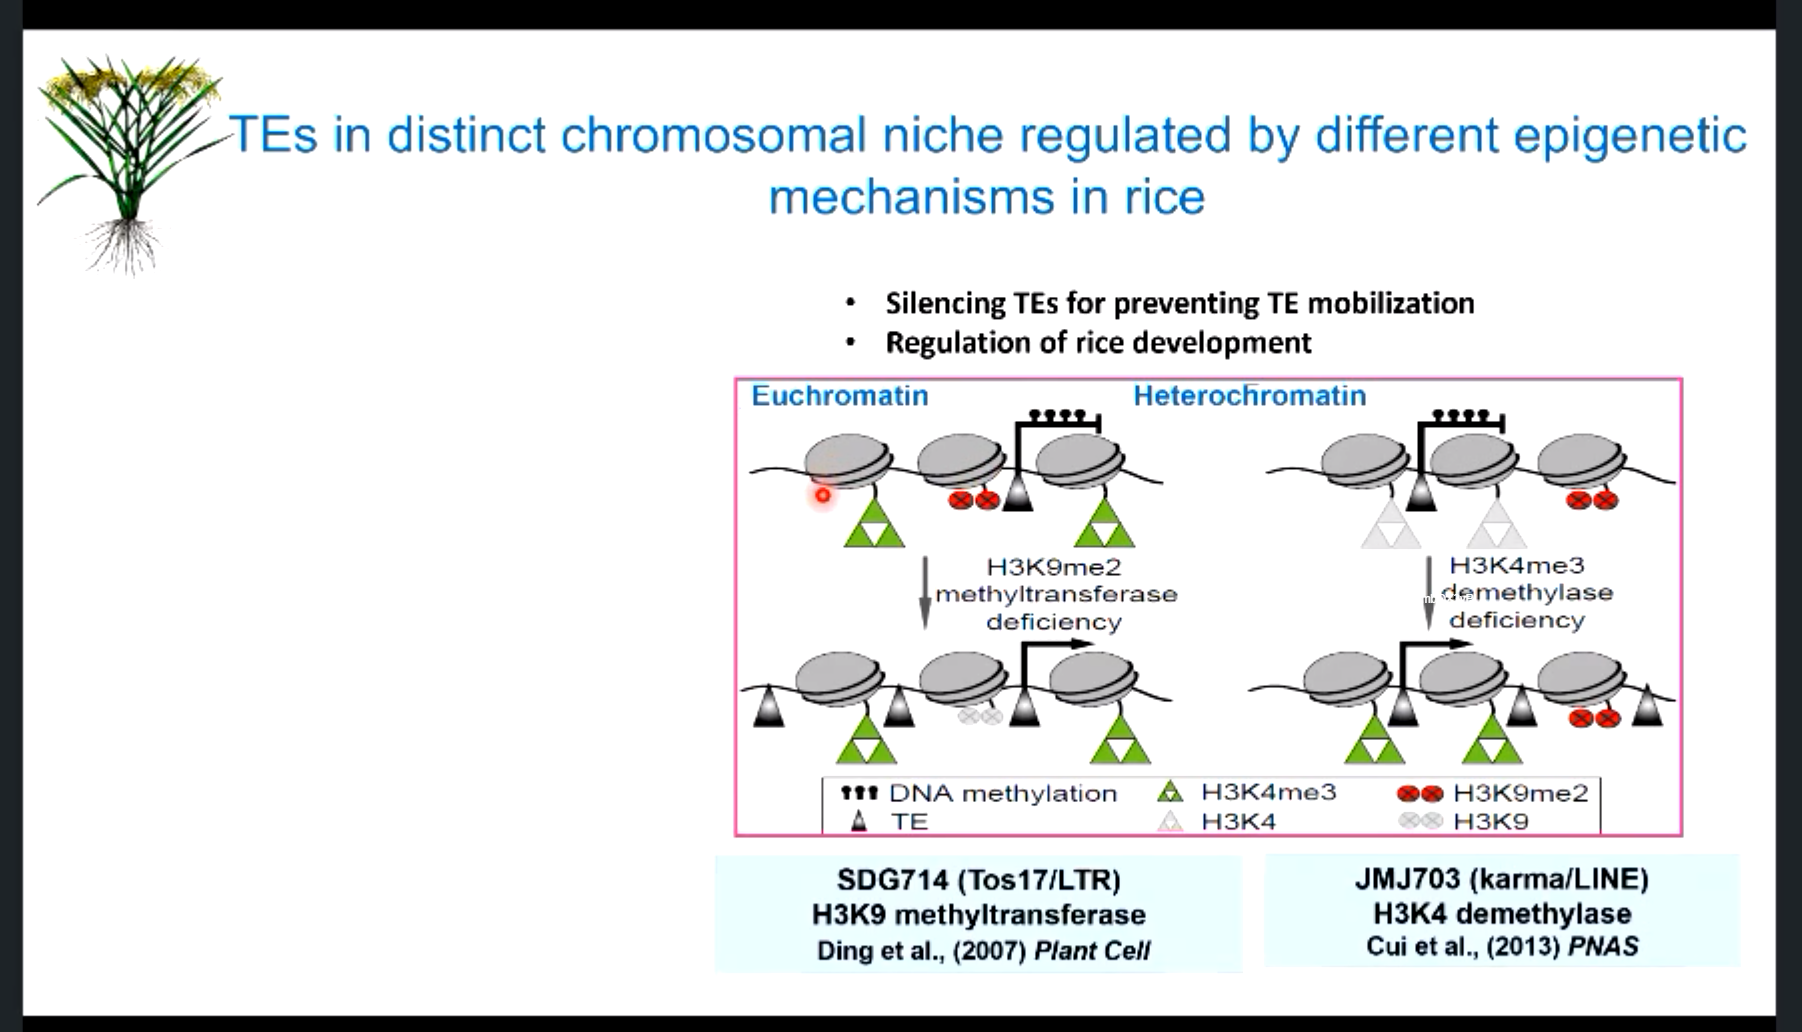 TEs in distinct chromosomal niche regulated by different epigenetic
mechanisms in rice
• Silencing TEs for preventing TE mobilization
• Regulation of rice development
Euchromatin
Heterochromatin
H3K9me2
methyltransferase
deficiency
H3K4me3
demethylase
deficiency
DNA methylation
H3K4me3
H3K9me2
TE
H3K4
H3K9
SDG714 (Tos17/LTR)
H3K9 methyltransferase
Ding et al., (2007) Plant Cell
JMJ703 (karma/LINE)
H3K4 demethylase
Cui et al., (2013) PNAS